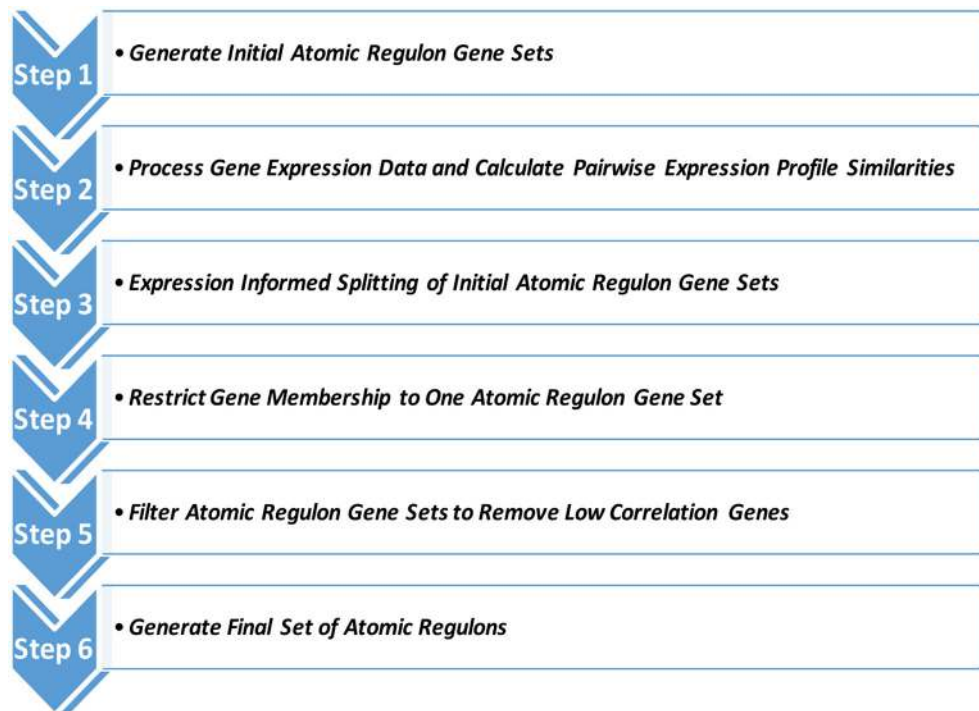 Step 1
• Generate Initial Atomic Regulon Gene Sets
Step 2
• Process Gene Expression Data and Calculate Pairwise Expression Profile Similarities
Step 3
• Expression Informed Splitting of Initial Atomic Regulon Gene Sets
Step 4
• Restrict Gene Membership to One Atomic Regulon Gene Set
Step 5
• Filter Atomic Regulon Gene Sets to Remove Low Correlation Genes
Step 6
• Generate Final Set of Atomic Regulons